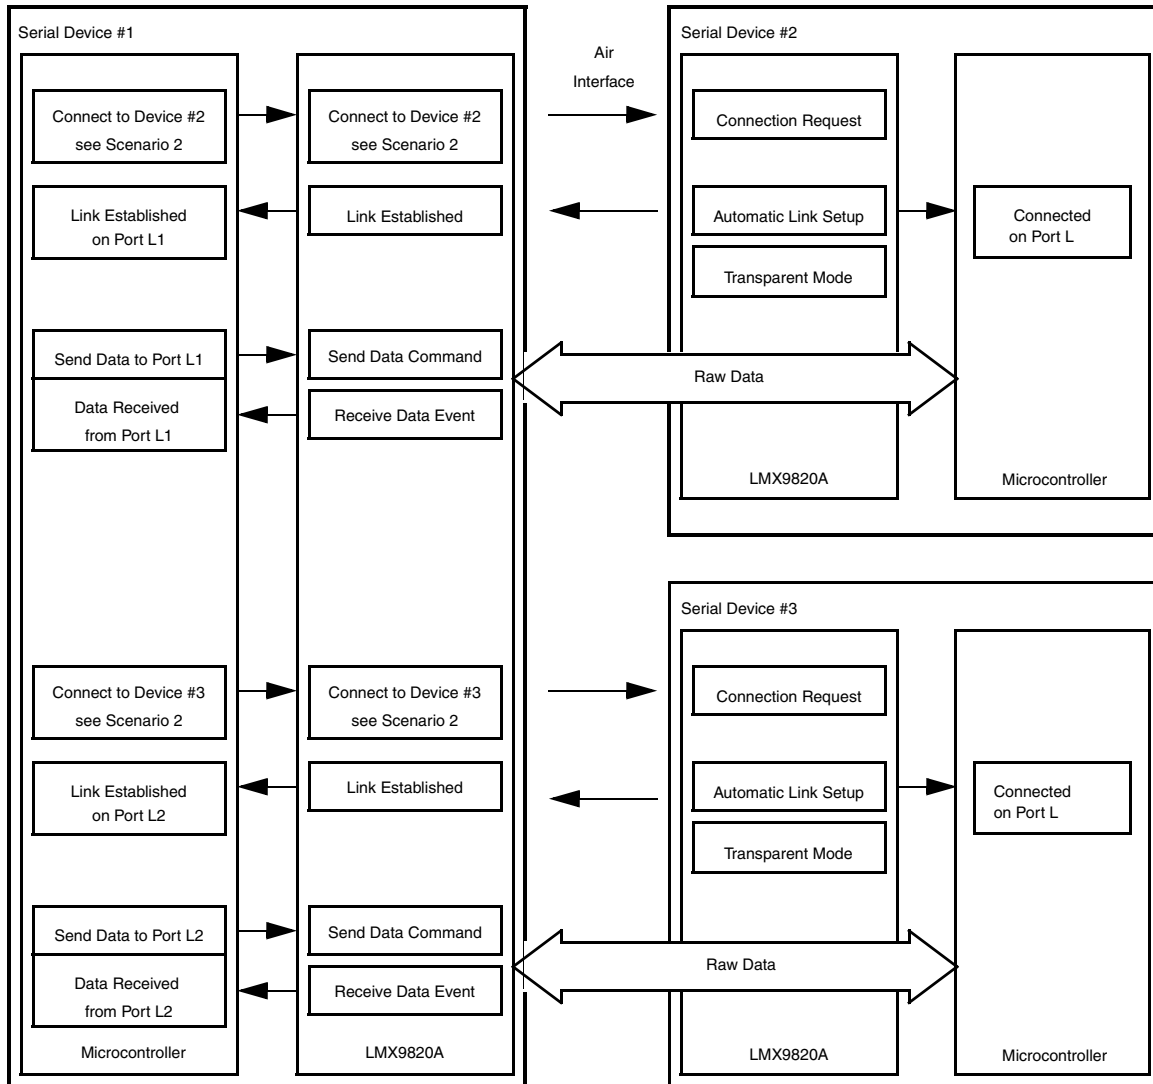 Serial Device #1
Connect to Device #2
see Scenario 2
Link Established
on Port L1
Send Data to Port L1
Data Received
from Port L1
Connect to Device #3
see Scenario 2
Link Established
on Port L2
Send Data to Port L2
Data Received
from Port L2
Microcontroller
Connect to Device #2
see Scenario 2
Link Established
Send Data Command
Receive Data Event
Connect to Device #3
see Scenario 2
Link Established
Send Data Command
Receive Data Event
LMX9820A
Air
Interface
Serial Device #2
Connection Request
Automatic Link Setup
Transparent Mode
Raw Data
LMX9820A
Connected
on Port L
Microcontroller
Serial Device #3
Connection Request
Automatic Link Setup
Transparent Mode
Raw Data
LMX9820A
Connected
on Port L
Microcontroller